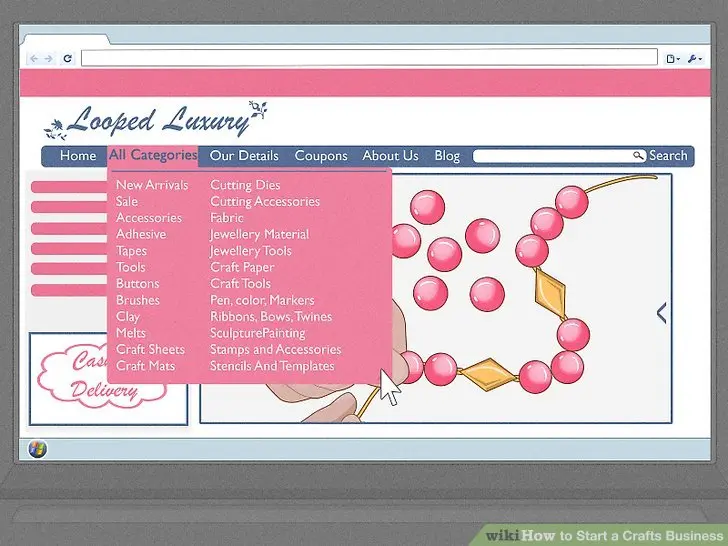 Looped Luxury
Home All Categories Our Details Coupons About Us Blog Search
New Arrivals Cutting Dies
Sale Cutting Accessories
Accessories Fabric
Adhesive Jewellery Material
Tapes Jewellery Tools
Tools Craft Paper
Buttons Craft Tools
Brushes Pen, color, Markers
Clay Ribbons, Bows, Twines
Melts SculpturePainting
Craft Sheets Stamps and Accessories
Craft Mats Stencils And Templates
Delivery
wikiHow to Start a Crafts Business